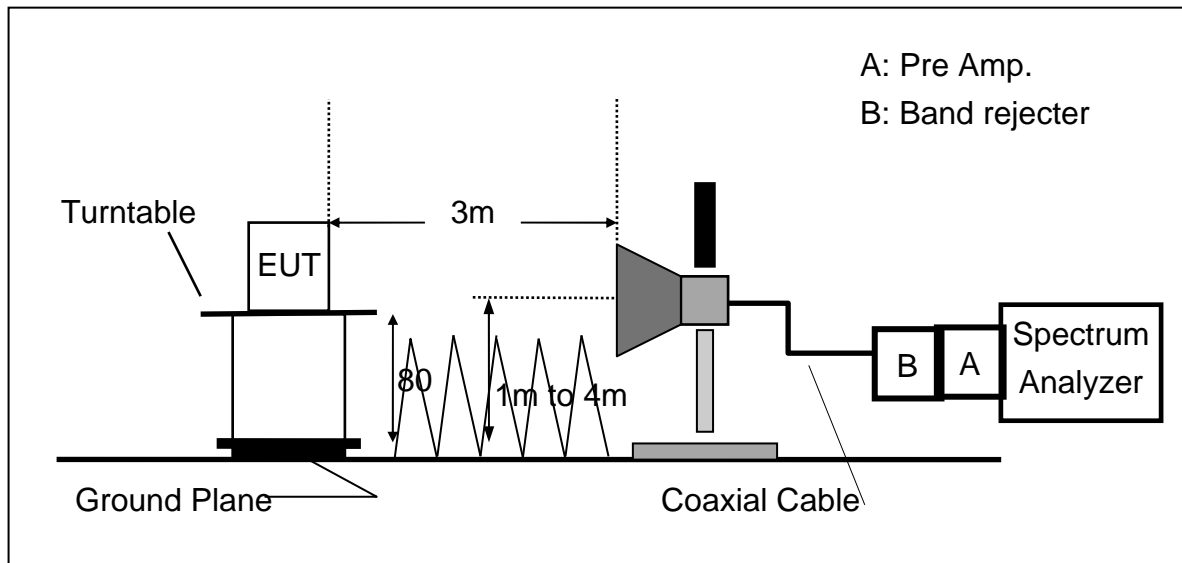 A: Pre Amp.
B: Band rejecter
Turntable
3m
EUT
80
1m to 4m
B
A
Spectrum
Analyzer
Ground Plane
Coaxial Cable